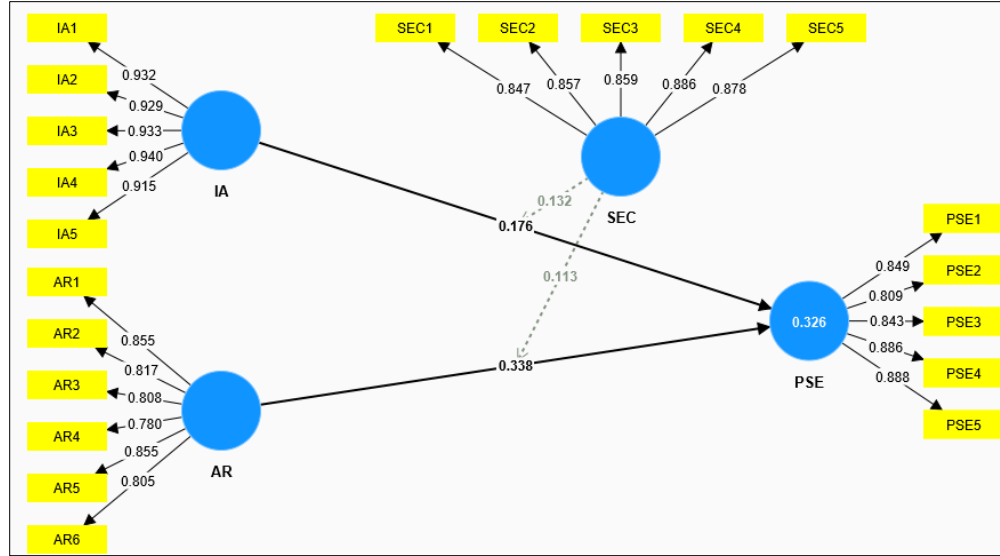 IA1
IA2
IA3
IA4
IA5
0.932
0.929
0.933
0.940
0.915
IA
SEC1
SEC2
SEC3
SEC4
SEC5
0.847
0.857
0.859
0.886
0.878
SEC
0.132
0.176
0.113
0.338
AR1
AR2
AR3
AR4
AR5
AR6
0.855
0.817
0.808
0.780
0.855
0.805
AR
0.326
PSE
0.849
0.809
0.843
0.886
0.888
PSE1
PSE2
PSE3
PSE4
PSE5